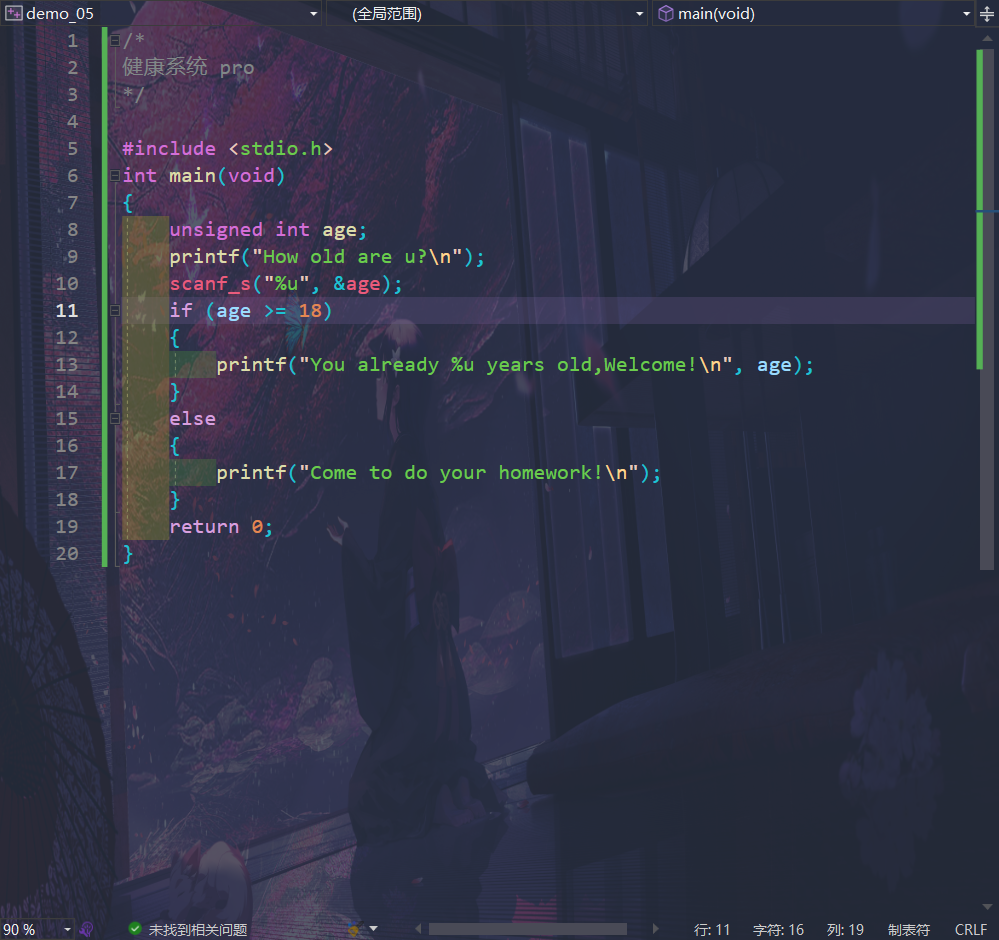 demo_05 (全局范围) main(void)
1 /*
2 健康系统 pro
3 */
4
5 #include <stdio.h>
6 int main(void)
7 {
8 unsigned int age;
9 printf("How old are u?\n");
10 scanf_s("%u", &age);
11 if (age >= 18)
12 {
13 printf("You already %u years old,Welcome!\n", age);
14 }
15 else
16 {
17 printf("Come to do your homework!\n");
18 }
19 return 0;
20 }
90 % 未找到相关问题 行: 11 字符: 16 列: 19 制表符 CRLF